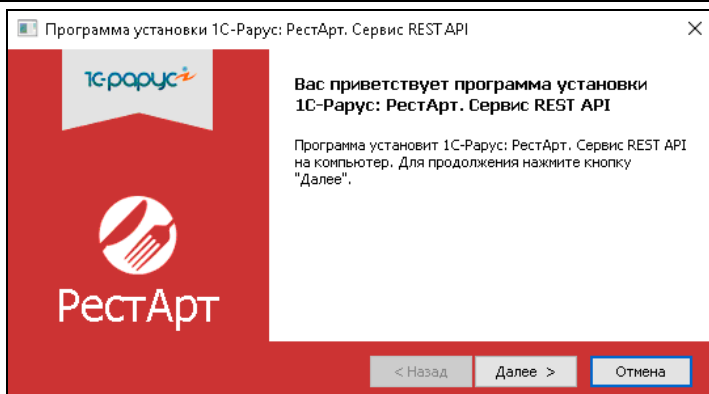 Программа установки 1С-Рарус: РестАрт. Сервис REST API
1С-рарус
Вас приветствует программа установки
1С-Рарус: РестАрт. Сервис REST API
Программа установит 1С-Рарус: РестАрт. Сервис REST API
на компьютер. Для продолжения нажмите кнопку
"Далее".
РестАрт
< Назад
Далее >
Отмена